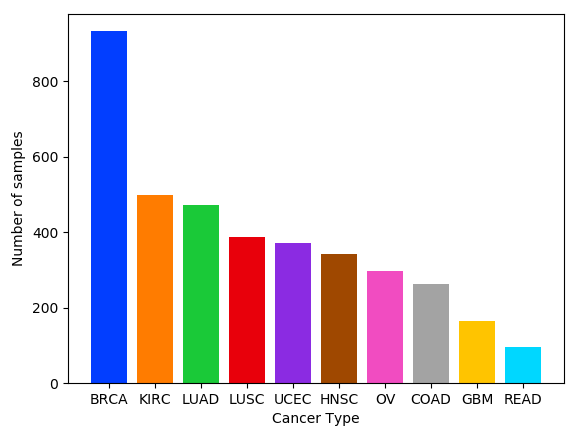 Number of samples
800
600
400
200
0
BRCA KIRC LUAD LUSC UCEC HNSC OV COAD GBM READ
Cancer Type